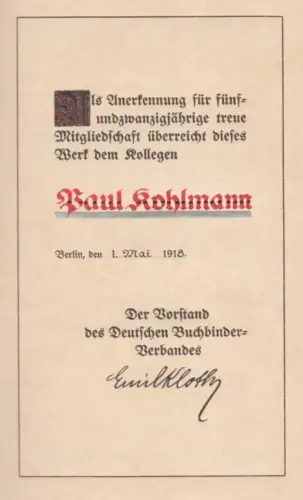 Als Anerkennung für fünf-
undzwanzigjährige treue
Mitgliedschaft überreicht dieses
Werk dem Kollegen
Paul Kohlmann
Berlin, den 1. Mai 1918.
Der Vorstand
des Deutschen Buchbinder-
Verbandes
Emil Kloth